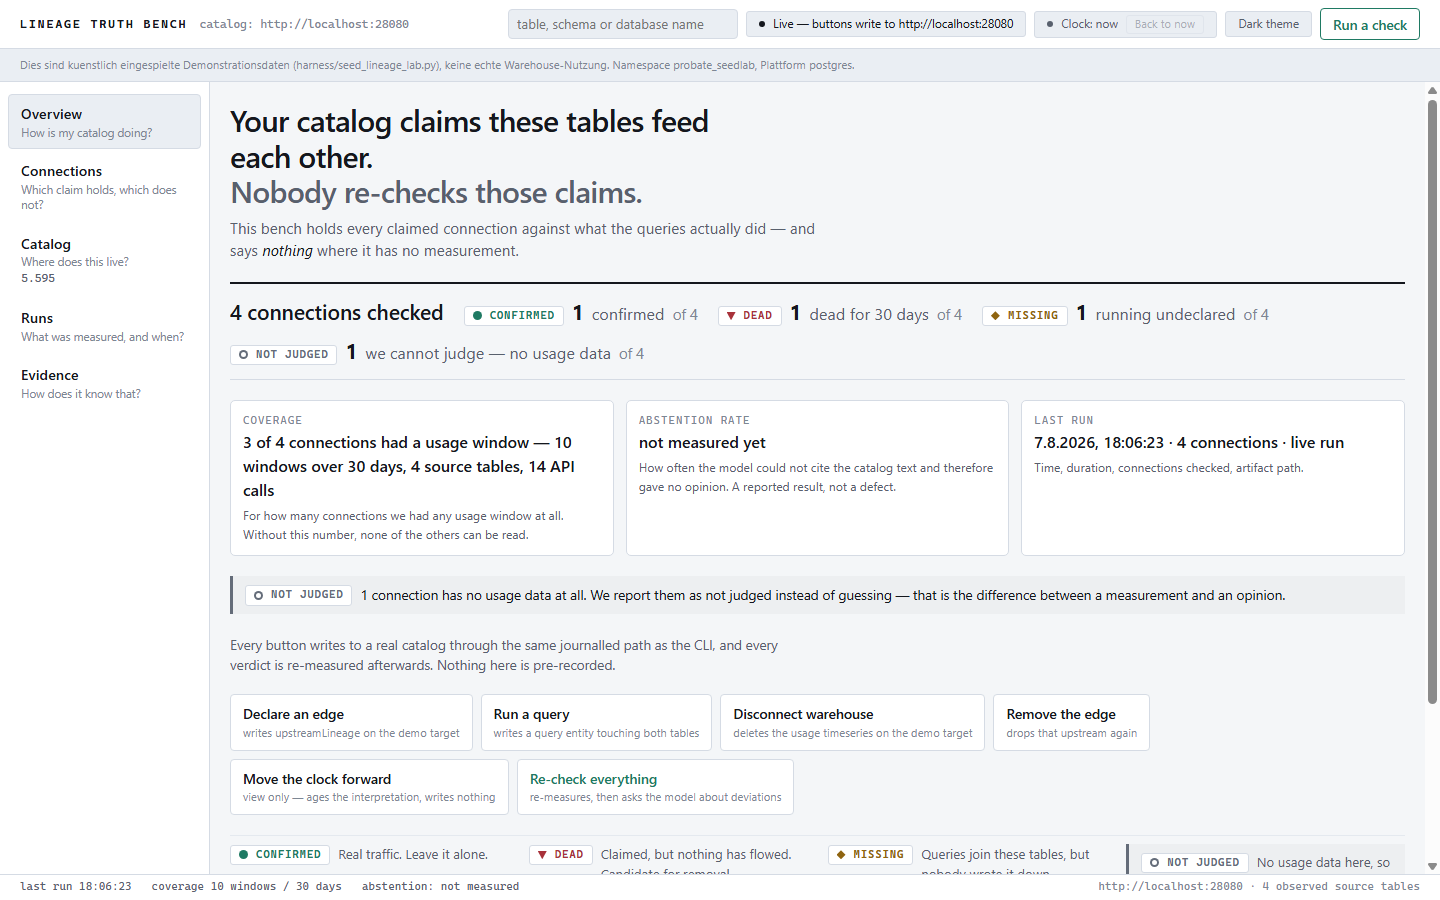 LINEAGE TRUTH BENCH catalog: http://localhost:28080 table, schema or database name Live — buttons write to http://localhost:28080 Clock: now Back to now Dark theme Run a check
Dies sind kuenstlich eingespielte Demonstrationsdaten (harness/seed_lineage_lab.py), keine echte Warehouse-Nutzung. Namespace probate_seedlab, Plattform postgres.
Overview
How is my catalog doing?
Connections
Which claim holds, which does
not?
Catalog
Where does this live?
5.595
Runs
What was measured, and when?
Evidence
How does it know that?
Your catalog claims these tables feed
each other.
Nobody re-checks those claims.
This bench holds every claimed connection against what the queries actually did — and
says nothing where it has no measurement.
4 connections checked CONFIRMED 1 confirmed of 4 DEAD 1 dead for 30 days of 4 MISSING 1 running undeclared of 4
NOT JUDGED 1 we cannot judge — no usage data of 4
COVERAGE
3 of 4 connections had a usage window — 10
windows over 30 days, 4 source tables, 14 API
calls
For how many connections we had any usage window at all.
Without this number, none of the others can be read.
ABSTENTION RATE
not measured yet
How often the model could not cite the catalog text and therefore
gave no opinion. A reported result, not a defect.
LAST RUN
7.8.2026, 18:06:23 · 4 connections · live run
Time, duration, connections checked, artifact path.
NOT JUDGED 1 connection has no usage data at all. We report them as not judged instead of guessing — that is the difference between a measurement and an opinion.
Every button writes to a real catalog through the same journalled path as the CLI, and every
verdict is re-measured afterwards. Nothing here is pre-recorded.
Declare an edge
writes upstreamLineage on the demo target
Run a query
writes a query entity touching both tables
Disconnect warehouse
deletes the usage timeseries on the demo target
Remove the edge
drops that upstream again
Move the clock forward
view only — ages the interpretation, writes nothing
Re-check everything
re-measures, then asks the model about deviations
CONFIRMED Real traffic. Leave it alone.
DEAD Claimed, but nothing has flowed.
Candidate for removal.
MISSING Queries join these tables, but
nobody wrote it down.
NOT JUDGED No usage data here, so
last run 18:06:23 coverage 10 windows / 30 days abstention: not measured http://localhost:28080 · 4 observed source tables